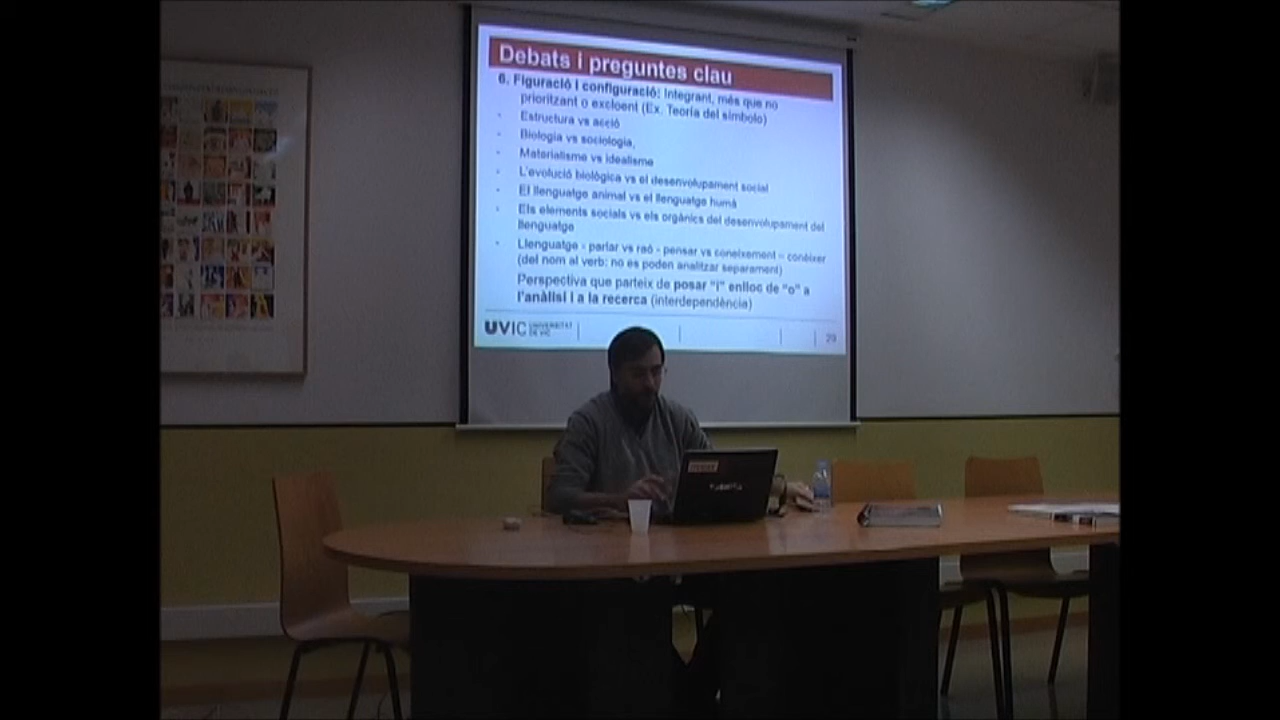 Debats i preguntes clau
6. Figuració i configuració: Integrant, més que no
prioritzant o excloent (Ex. Teoria del símbolo)
- Estructura vs acció
- Biologia vs sociologia,
- Materialisme vs idealisme
- L'evolució biològica vs el desenvolupament social
- El llenguatge animal vs el llenguatge humà
- Els elements socials vs els orgànics del desenvolupament del
llenguatge
- Llenguatge - parlar vs raó - pensar vs coneixement – conèixer
(del nom al verb: no es poden analitzar separament)
Perspectiva que parteix de posar "i" enlloc de "o" a
l'anàlisi i a la recerca (interdependència)
UVIC UNIVERSITAT
DE VIC
29